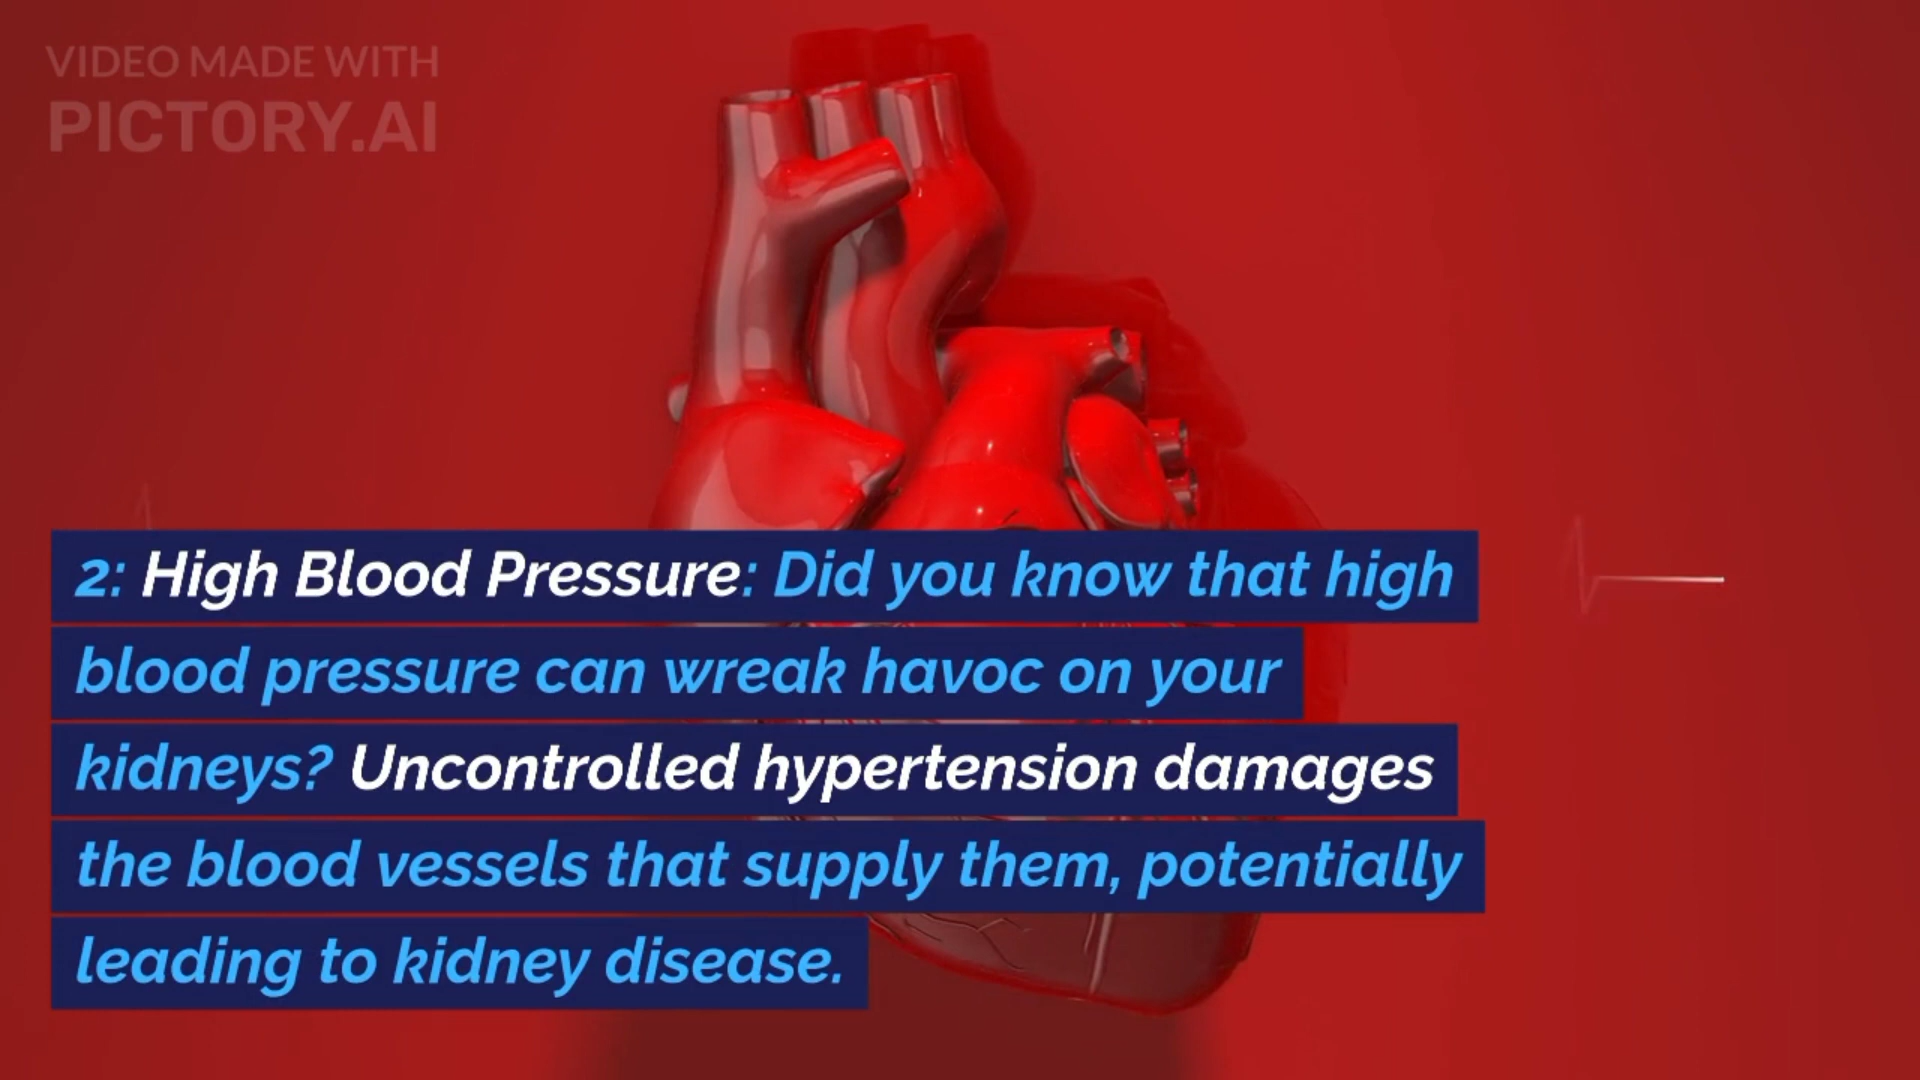 VIDEO MADE WITH
PICTORY.AI
2: High Blood Pressure: Did you know that high
blood pressure can wreak havoc on your
kidneys? Uncontrolled hypertension damages
the blood vessels that supply them, potentially
leading to kidney disease.